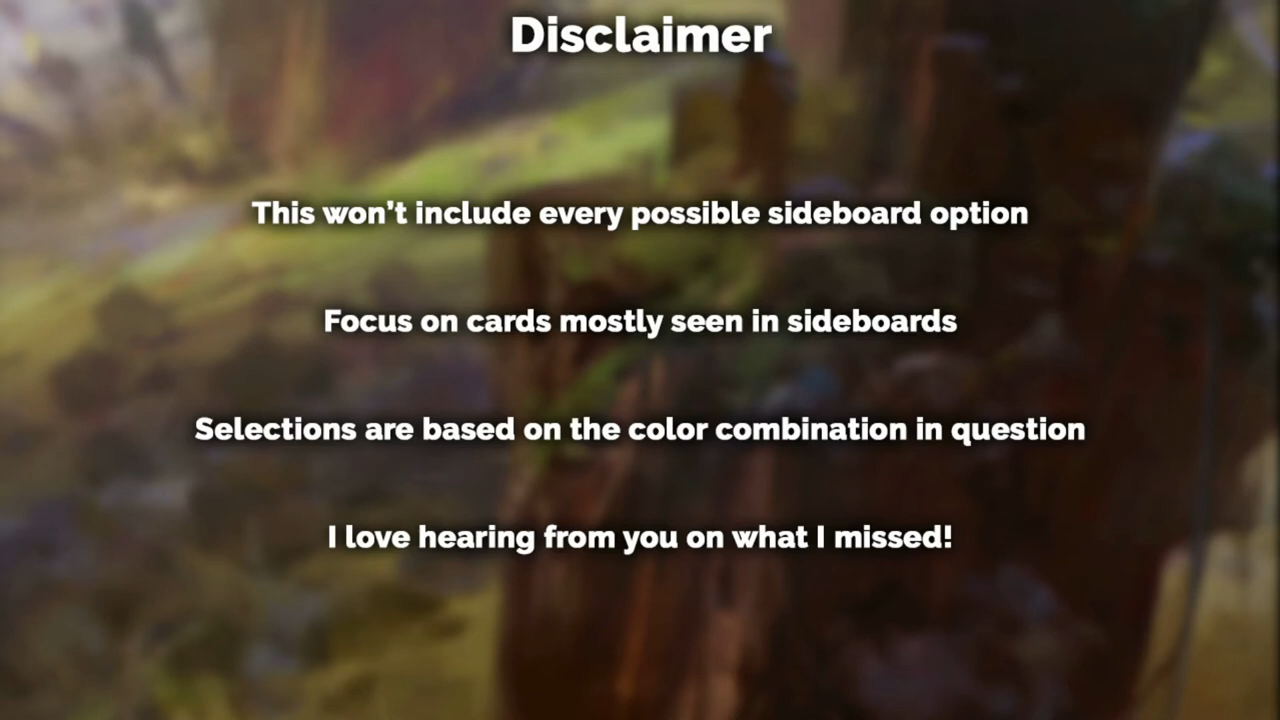 Disclaimer
This won’t include every possible sideboard option
Focus on cards mostly seen in sideboards
Selections are based on the color combination in question
I love hearing from you on what I missed!